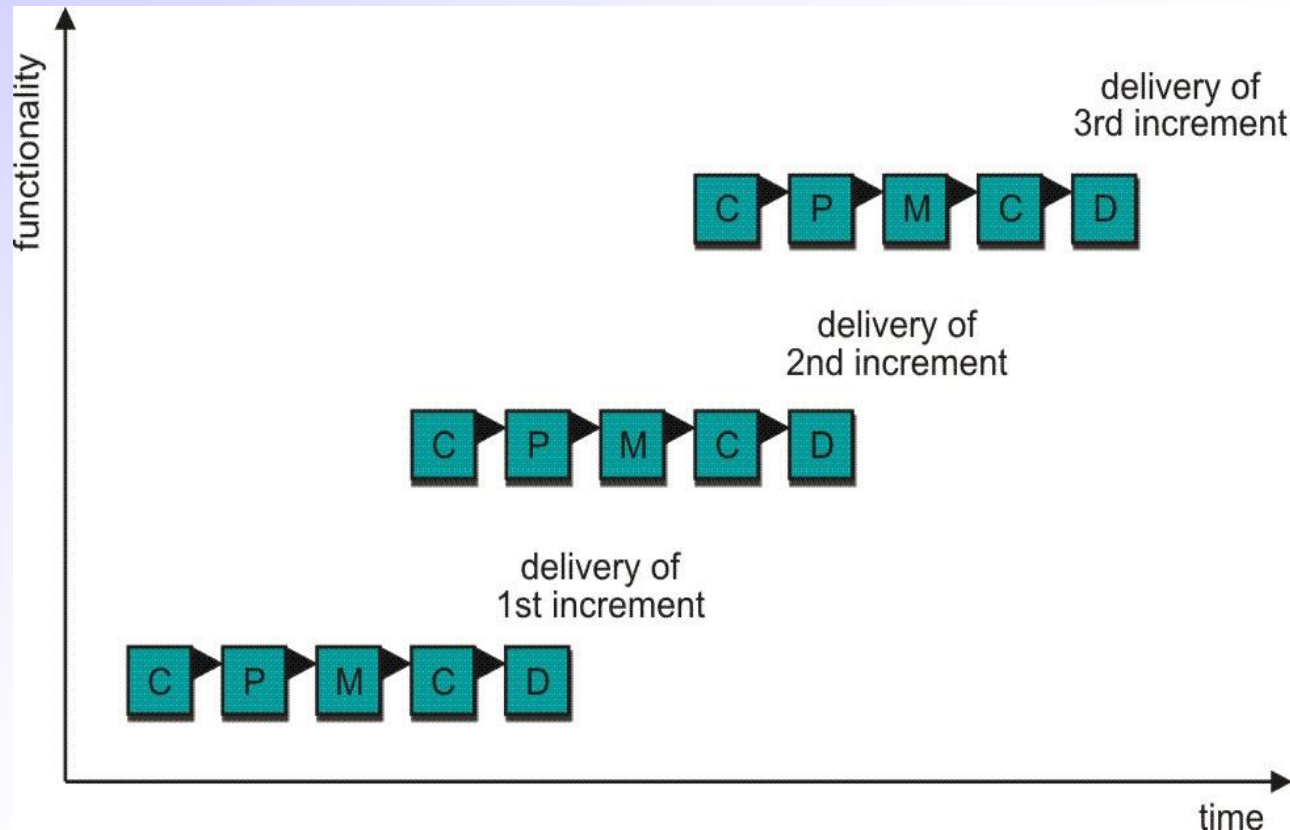 functionality
delivery of
3rd increment
C P M C D
delivery of
2nd increment
C P M C D
delivery of
1st increment
C P M C D
time